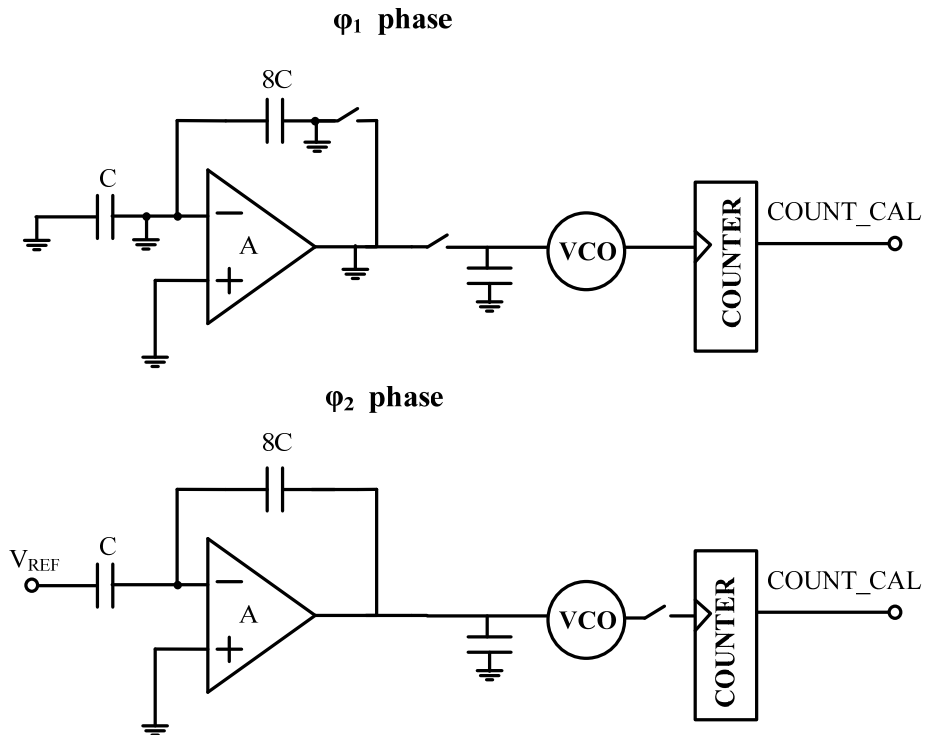 φ1 phase
8C
C
A
VCO
COUNTER
COUNT_CAL
φ2 phase
8C
VREF
C
A
VCO
COUNTER
COUNT_CAL